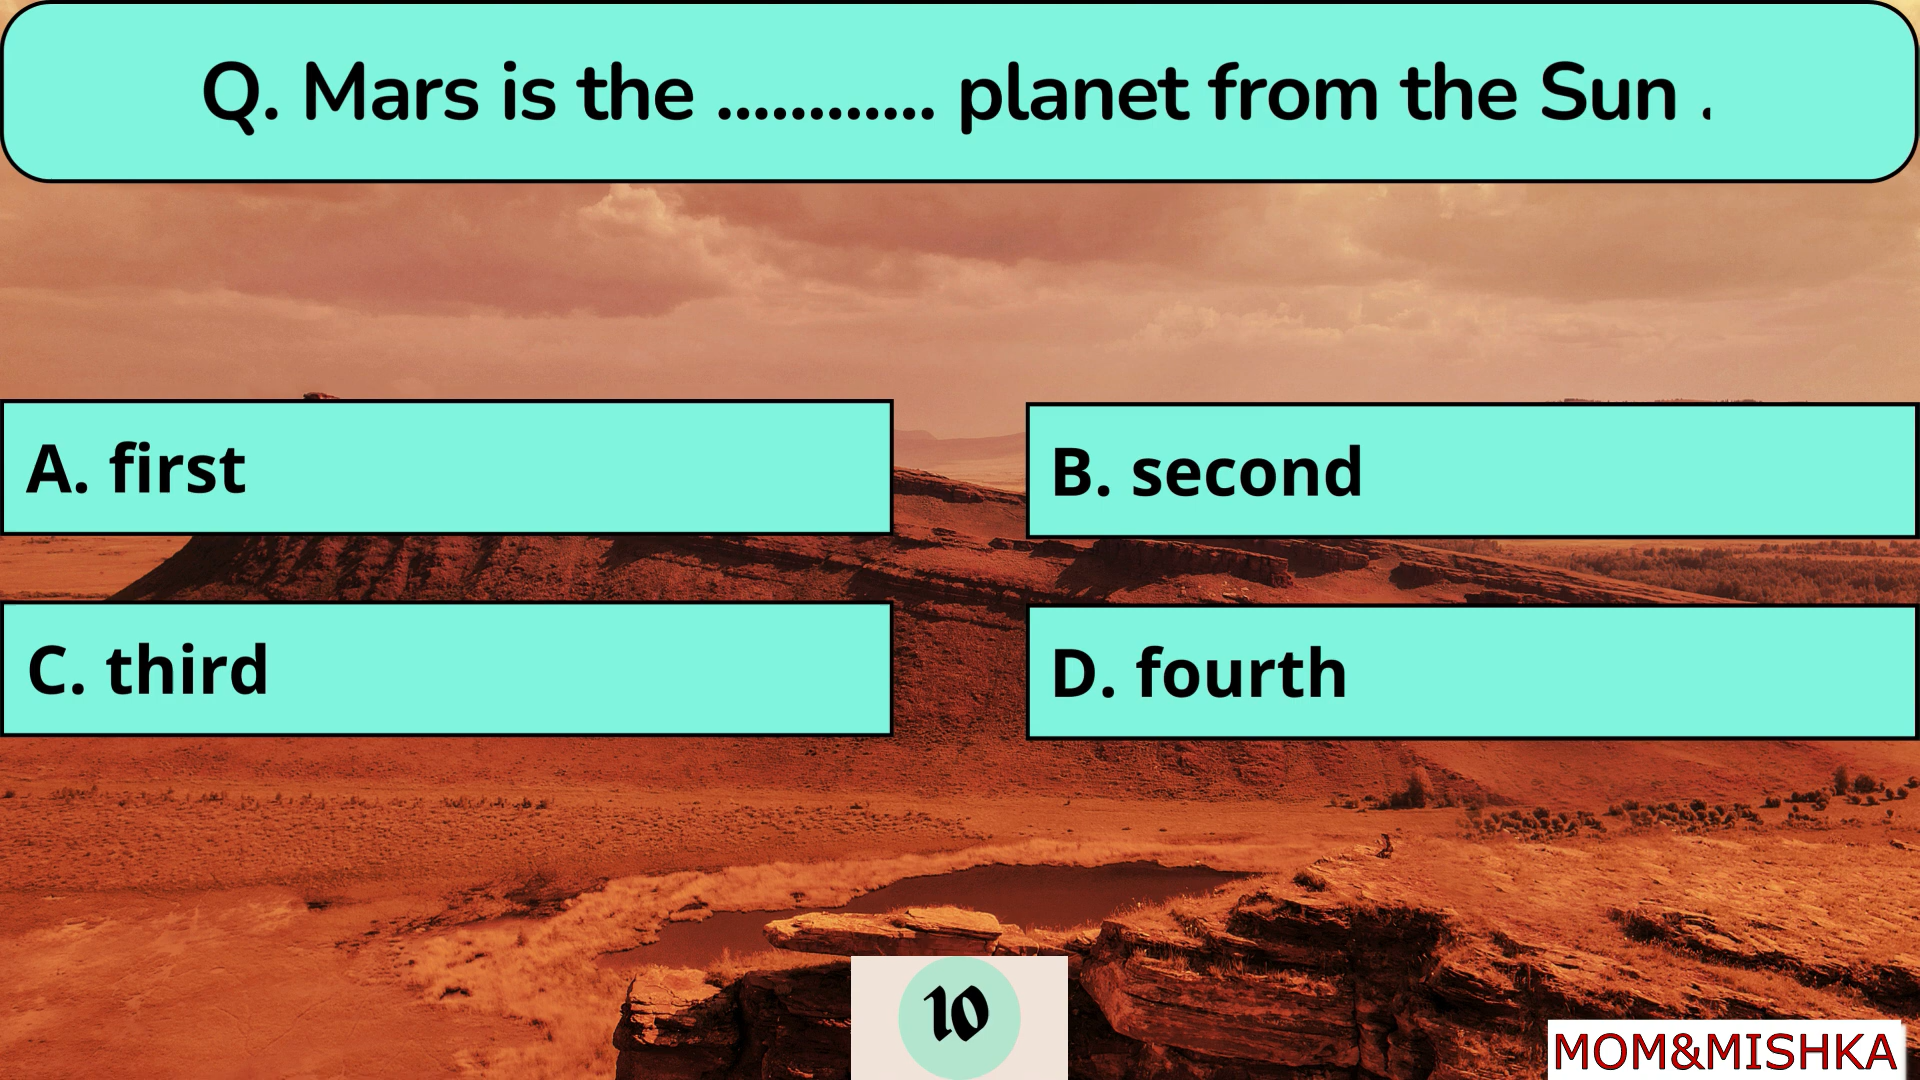 Q. Mars is the ............ planet from the Sun .
A. first
B. second
C. third
D. fourth
10
MOM&MISHKA